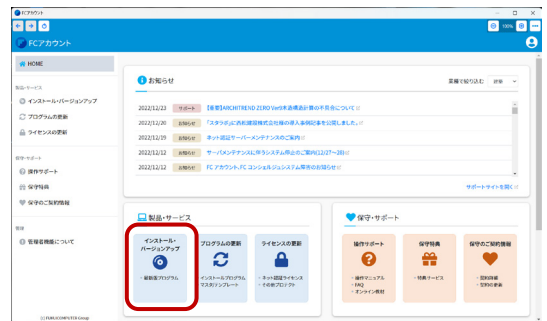 FCアカウント
100%
FCアカウント
HOME
お知らせ
業種で絞り込む 建築
製品・サービス
インストール・バージョンアップ
プログラムの更新
ライセンスの更新
2022/12/23 サポート 【重要】ARCHITREND ZERO Ver9木造構造計算の不具合について
2022/12/20 お知らせ 「スタラボ」に西松建設株式会社様の導入事例記事を公開しました。
2022/12/19 お知らせ ネット認証サーバーメンテナンスのご案内
2022/12/12 お知らせ サーバメンテナンスに伴うシステム停止のご案内(12/27~28)
2022/12/12 お知らせ FC アカウント、FC コンシェルジュシステム障害のお知らせ
サポートサイトを開く
保守・サポート
操作サポート
保守特典
保守のご契約情報
管理
管理者機能について
製品・サービス
インストール・
バージョンアップ
・最新版プログラム
プログラムの更新
・インストールプログラム
マスタ/テンプレート
ライセンスの更新
・ネット認証ライセンス
・その他プロテクト
保守・サポート
操作サポート
・操作マニュアル
・FAQ
・オンライン教材
保守特典
・特典サービス
保守のご契約情報
・契約詳細
・契約の更新
(C) FUKUICOMPUTER Group